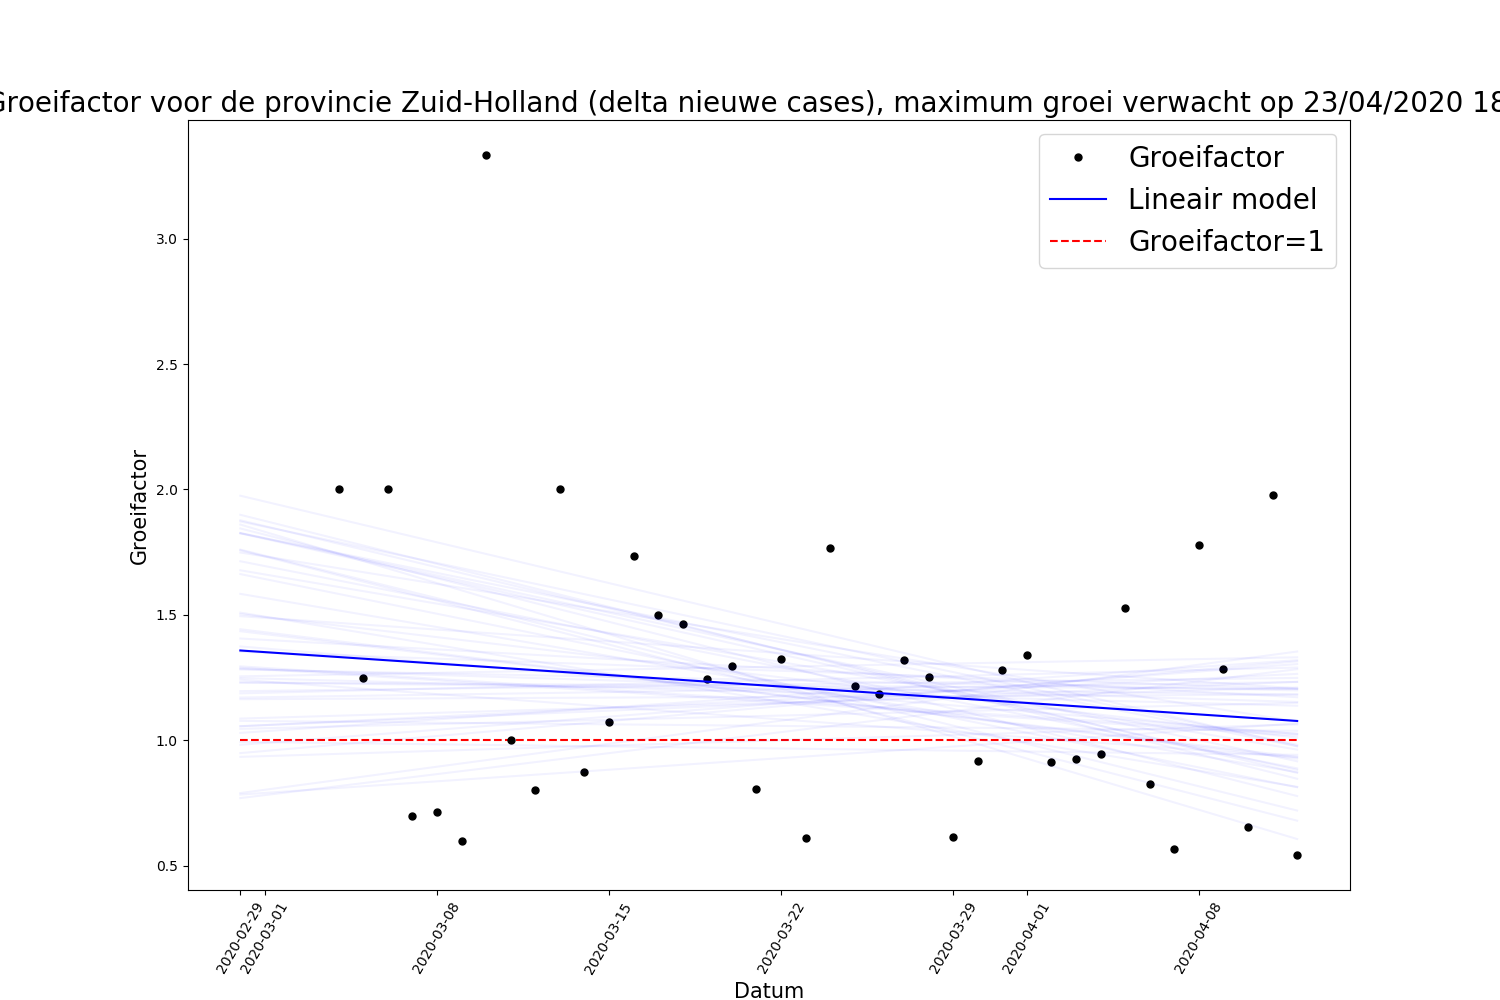 Groeifactor voor de provincie Zuid-Holland (delta nieuwe cases), maximum groei verwacht op 23/04/2020 18
Groeifactor
Lineair model
Groeifactor=1
3.0
2.5
2.0
1.5
1.0
0.5
Groeifactor
2020-02-29
2020-03-01
2020-03-08
2020-03-15
2020-03-22
2020-03-29
2020-04-01
2020-04-08
Datum